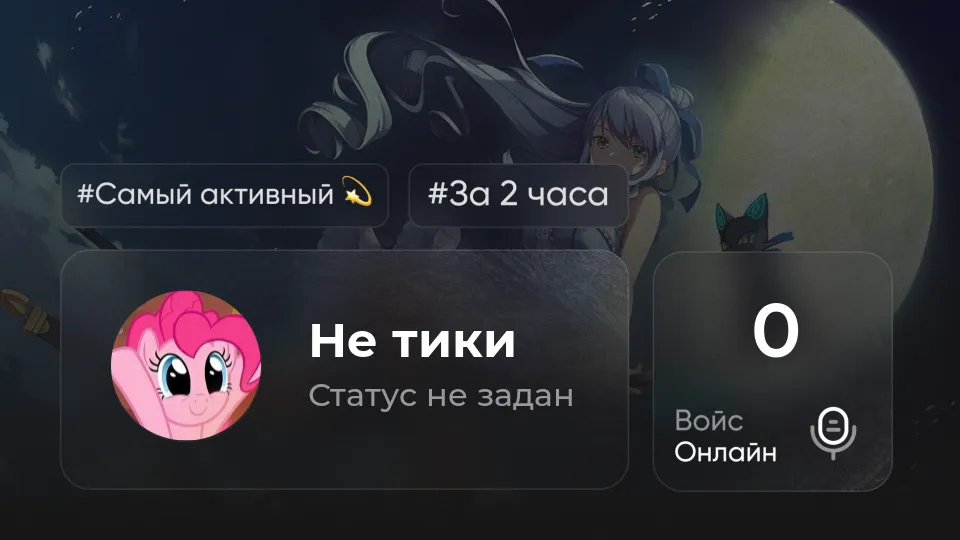 #Самый активный 💫
#За 2 часа
Не тики
Статус не задан
0
Войс
Онлайн